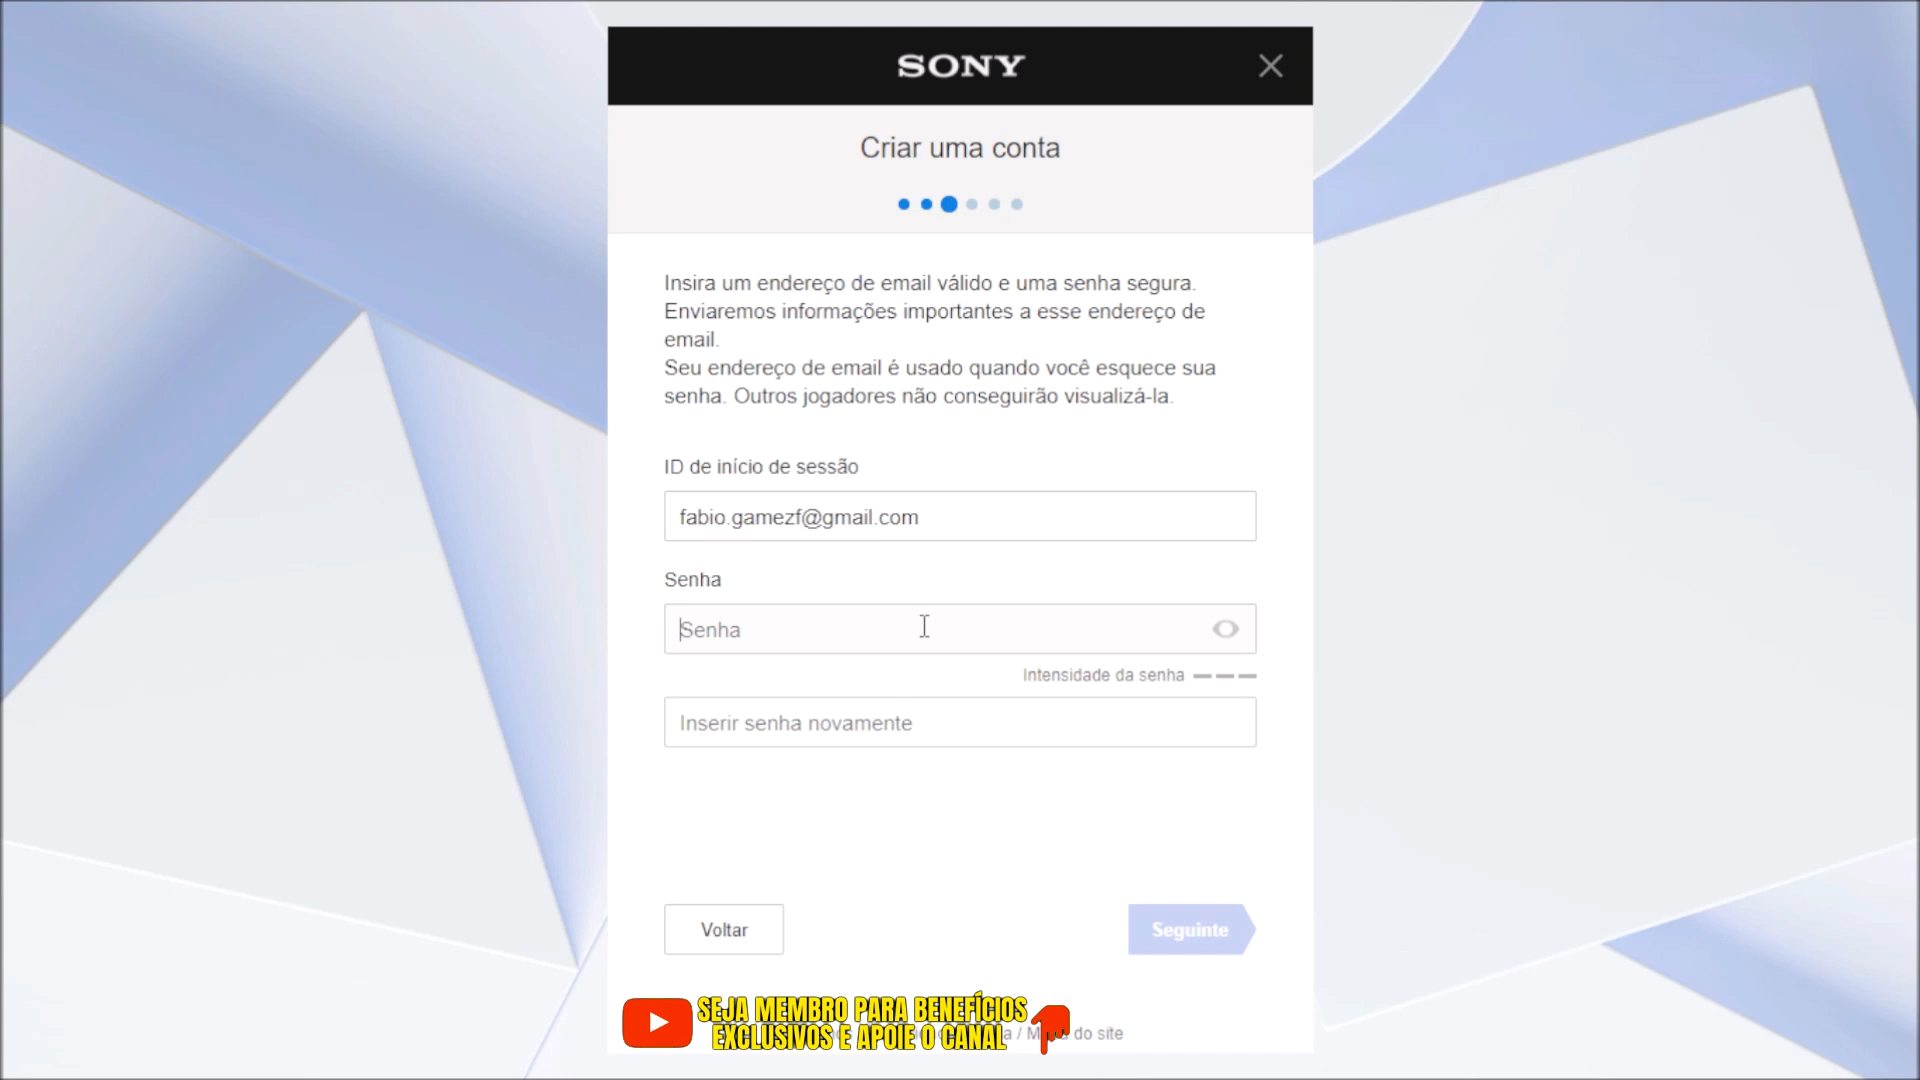 SONY
Criar uma conta
Insira um endereço de email válido e uma senha segura.
Enviaremos informações importantes a esse endereço de
email.
Seu endereço de email é usado quando você esquece sua
senha. Outros jogadores não conseguirão visualizá-la.
ID de início de sessão
fabio.gamezf@gmail.com
Senha
Senha
Intensidade da senha
Inserir senha novamente
Voltar
Seguinte
SEJA MEMBRO PARA BENEFÍCIOS
EXCLUSIVOS E APOIE O CANAL
/ do site